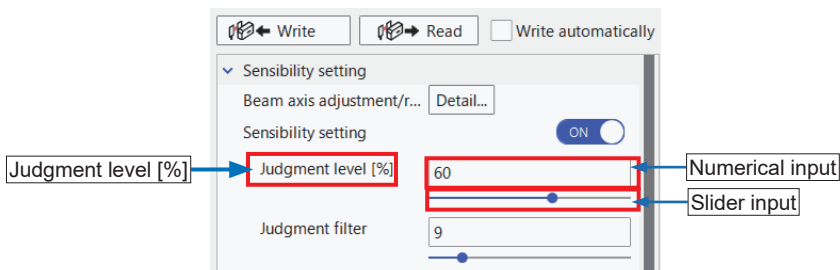 Write Read Write automatically
Sensibility setting
Beam axis adjustment/r... Detail...
Sensibility setting ON
Judgment level [%] Judgment level [%] 60 Numerical input
Slider input
Judgment filter 9